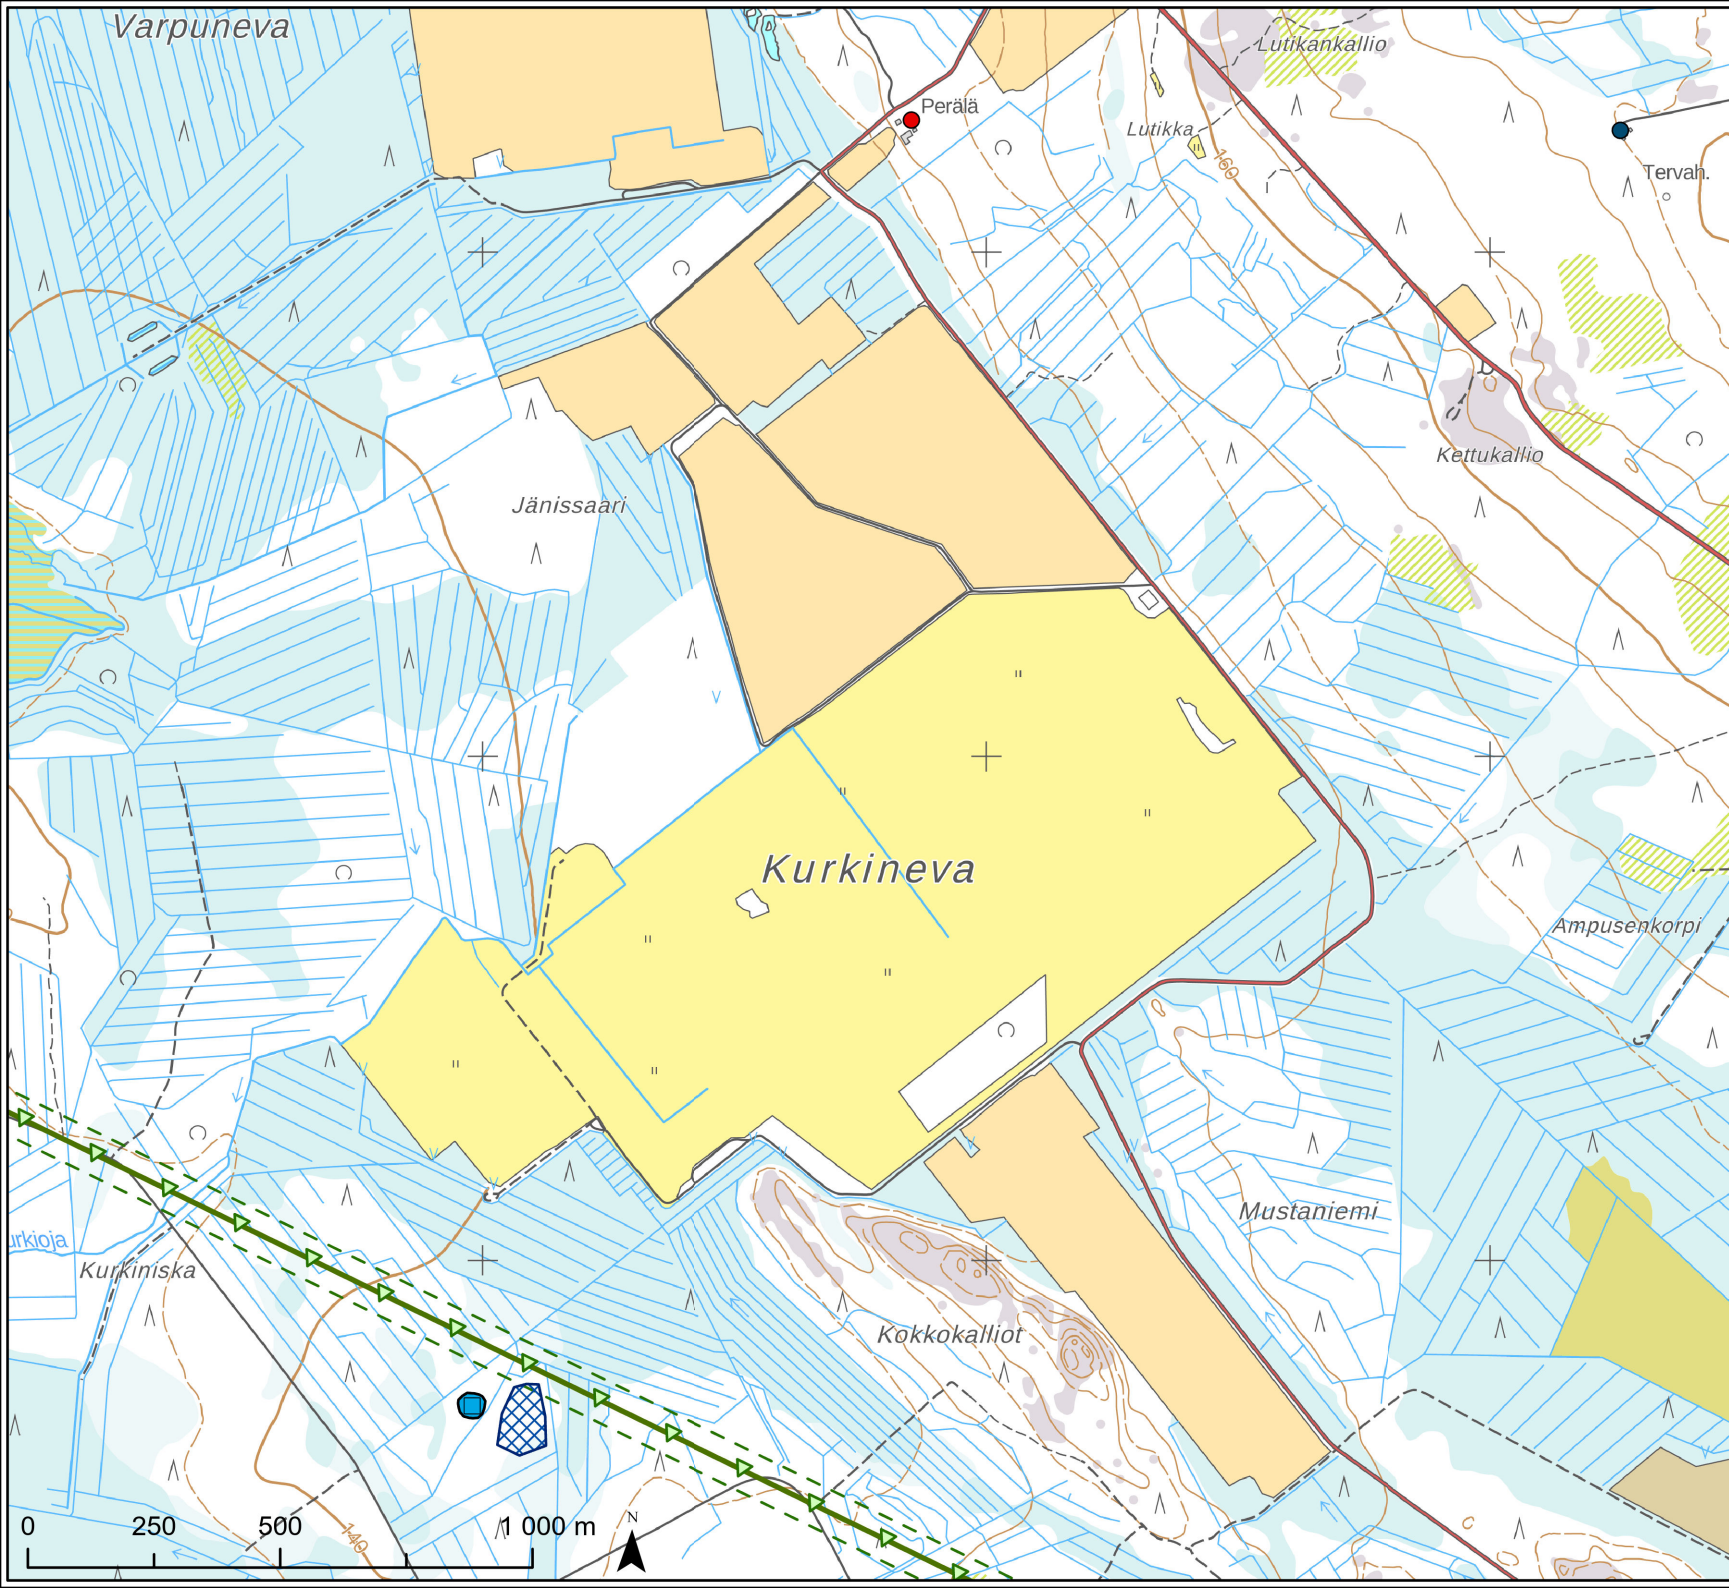 Varpuneva
Lutikankallio
Perälä
Lutikka
160
Tervah.
Kettukallio
Jänissaari
Kurkineva
Ampusenkorpi
Mustaniemi
urkioja
Kurkiniska
Kokkokalliot
140
0 250 500 1 000 m
N